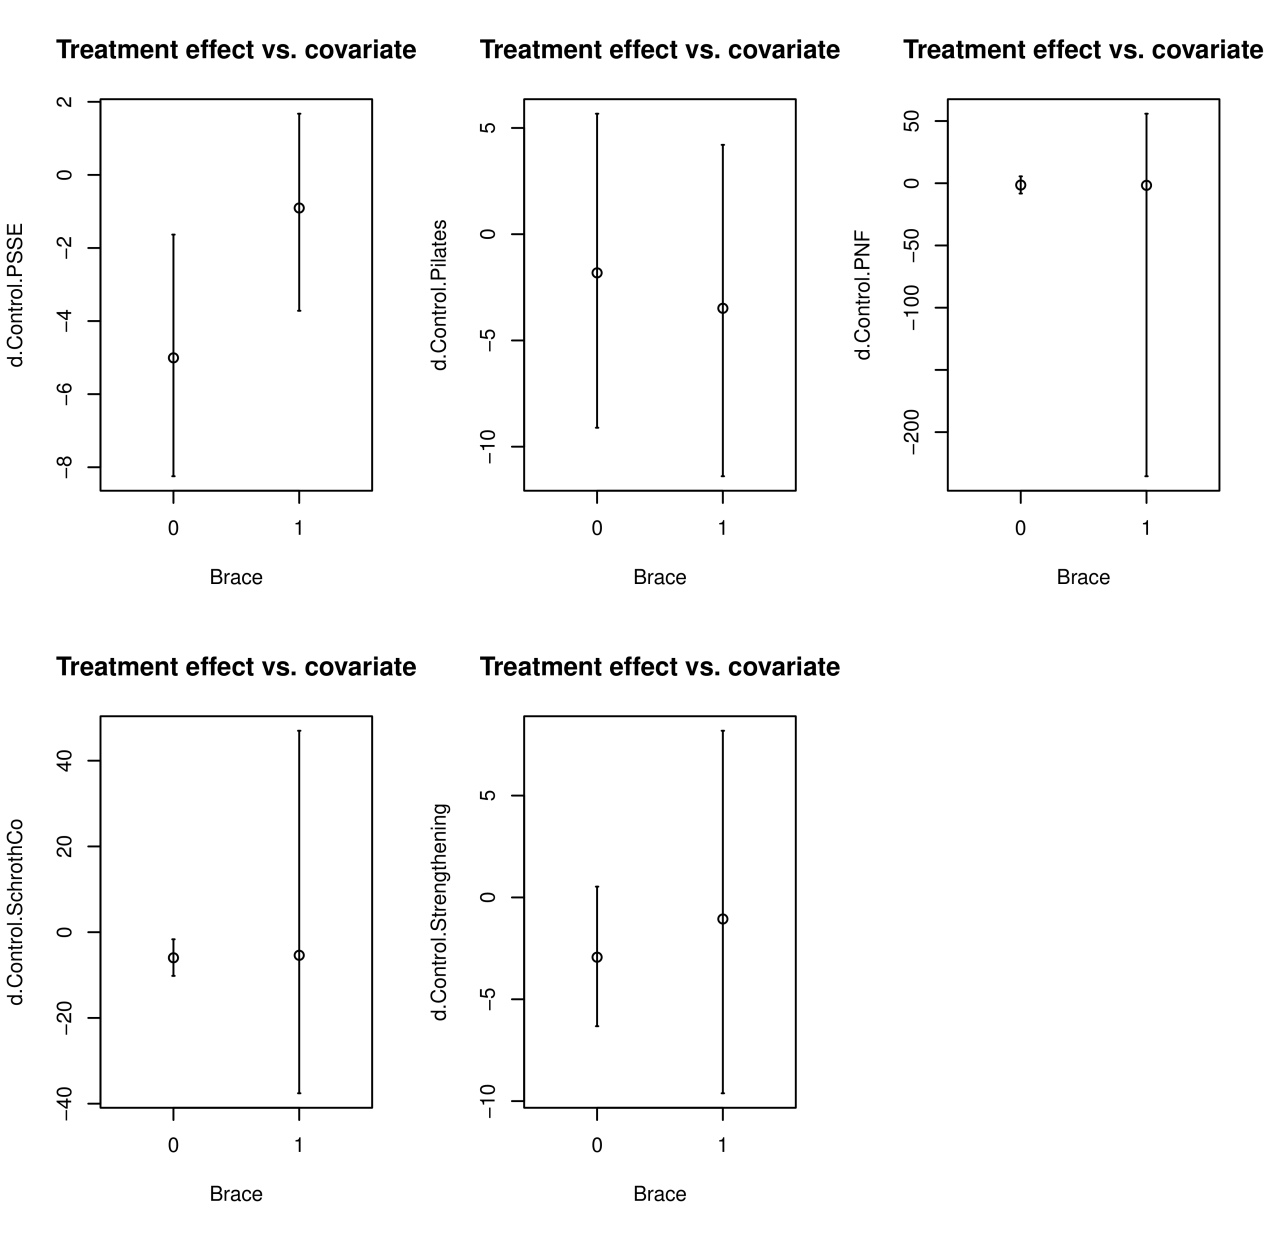 Treatment effect vs. covariate
d.Control.PSSE
2
0
−2
−4
−6
−8
0 1
Brace
Treatment effect vs. covariate
d.Control.Pilates
5
0
−5
−10
0 1
Brace
Treatment effect vs. covariate
d.Control.PNF
50
0
−50
−100
−200
0 1
Brace
Treatment effect vs. covariate
d.Control.SchrothCo
40
20
0
−20
−40
0 1
Brace
Treatment effect vs. covariate
d.Control.Strengthening
5
0
−5
−10
0 1
Brace